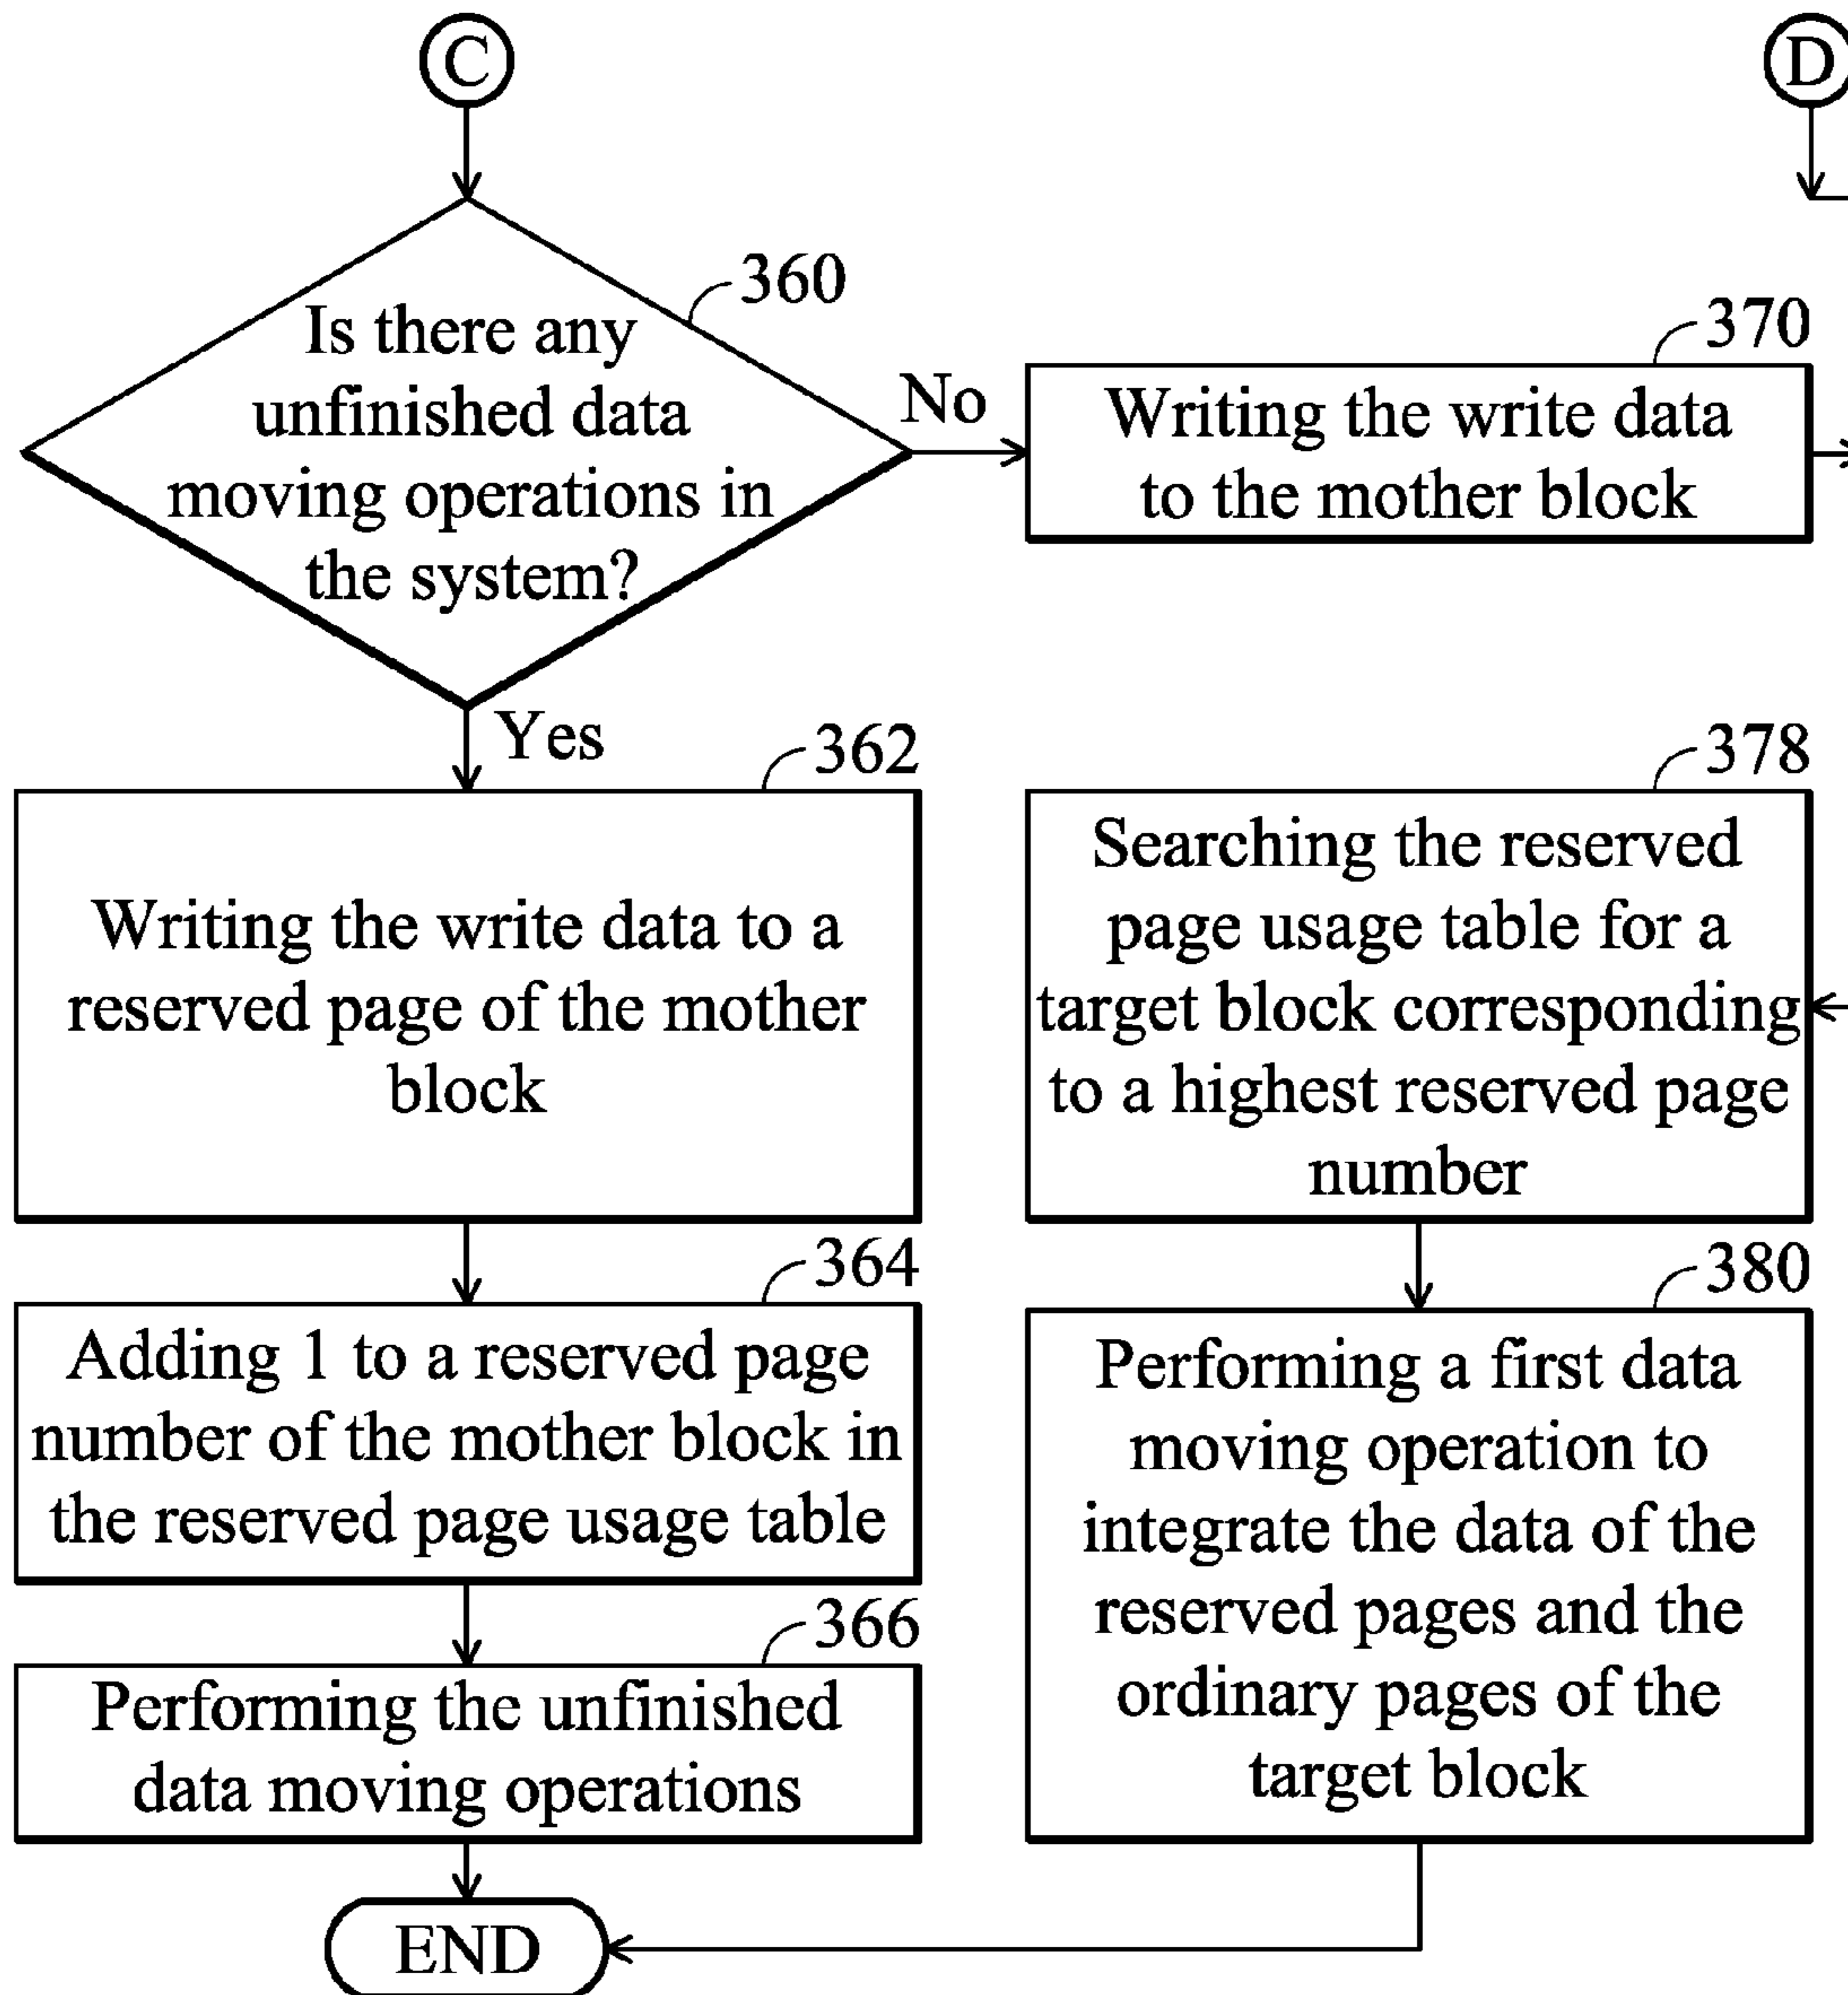 C
D
360
Is there any
unfinished data
moving operations in
the system?
No
370
Writing the write data
to the mother block
Yes
362
Writing the write data to a
reserved page of the mother
block
378
Searching the reserved
page usage table for a
target block corresponding
to a highest reserved page
number
364
Adding 1 to a reserved page
number of the mother block in
the reserved page usage table
380
Performing a first data
moving operation to
integrate the data of the
reserved pages and the
ordinary pages of the
target block
366
Performing the unfinished
data moving operations
END